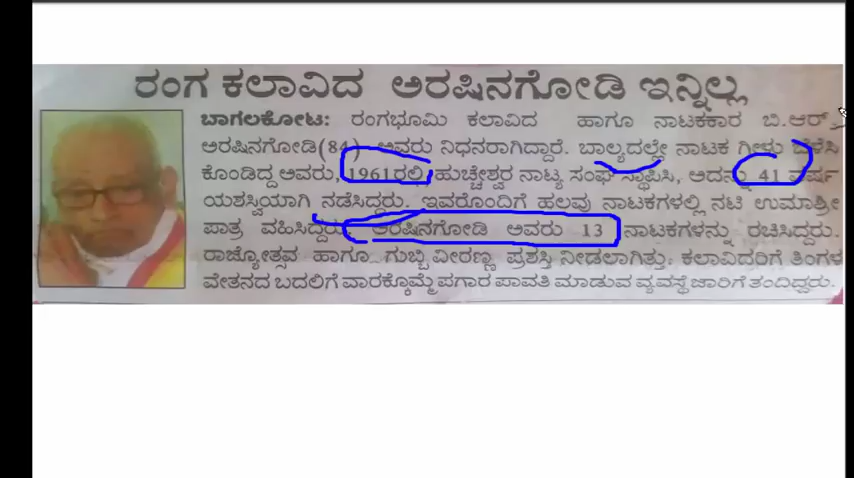 ರಂಗ ಕಲಾವಿದ ಅರಷಿನಗೋಡಿ ಇನ್ನಿಲ್ಲ
ಬಾಗಲಕೋಟ: ರಂಗಭೂಮಿ ಕಲಾವಿದ ಹಾಗೂ ನಾಟಕಕಾರ ಬಿ.ಆರ್.
ಅರಷಿನಗೋಡಿ(84) ಅವರು ನಿಧನರಾಗಿದ್ದಾರೆ. ಬಾಲ್ಯದಲ್ಲೇ ನಾಟಕ ಗೀಳು ಬೆಳೆಸಿ
ಕೊಂಡಿದ್ದ ಅವರು, 1961ರಲ್ಲಿ ಹುಚ್ಚೇಶ್ವರ ನಾಟ್ಯ ಸಂಘ ಸ್ಥಾಪಿಸಿ, ಅದನ್ನು 41 ವರ್ಷ
ಯಶಸ್ವಿಯಾಗಿ ನಡೆಸಿದ್ದರು. ಇವರೊಂದಿಗೆ ಹಲವು ನಾಟಕಗಳಲ್ಲಿ ನಟಿ ಉಮಾಶ್ರೀ
ಪಾತ್ರ ವಹಿಸಿದ್ದರು. ಅರಷಿನಗೋಡಿ ಅವರು 13 ನಾಟಕಗಳನ್ನು ರಚಿಸಿದ್ದರು.
ರಾಜ್ಯೋತ್ಸವ ಹಾಗೂ ಗುಬ್ಬಿ ವೀರಣ್ಣ ಪ್ರಶಸ್ತಿ ನೀಡಲಾಗಿತ್ತು. ಕಲಾವಿದರಿಗೆ ತಿಂಗಳ
ವೇತನದ ಬದಲಿಗೆ ವಾರಕ್ಕೊಮ್ಮೆ ಪಗಾರ ಪಾವತಿ ಮಾಡುವ ವ್ಯವಸ್ಥೆ ಜಾರಿಗೆ ತಂದಿದ್ದರು.